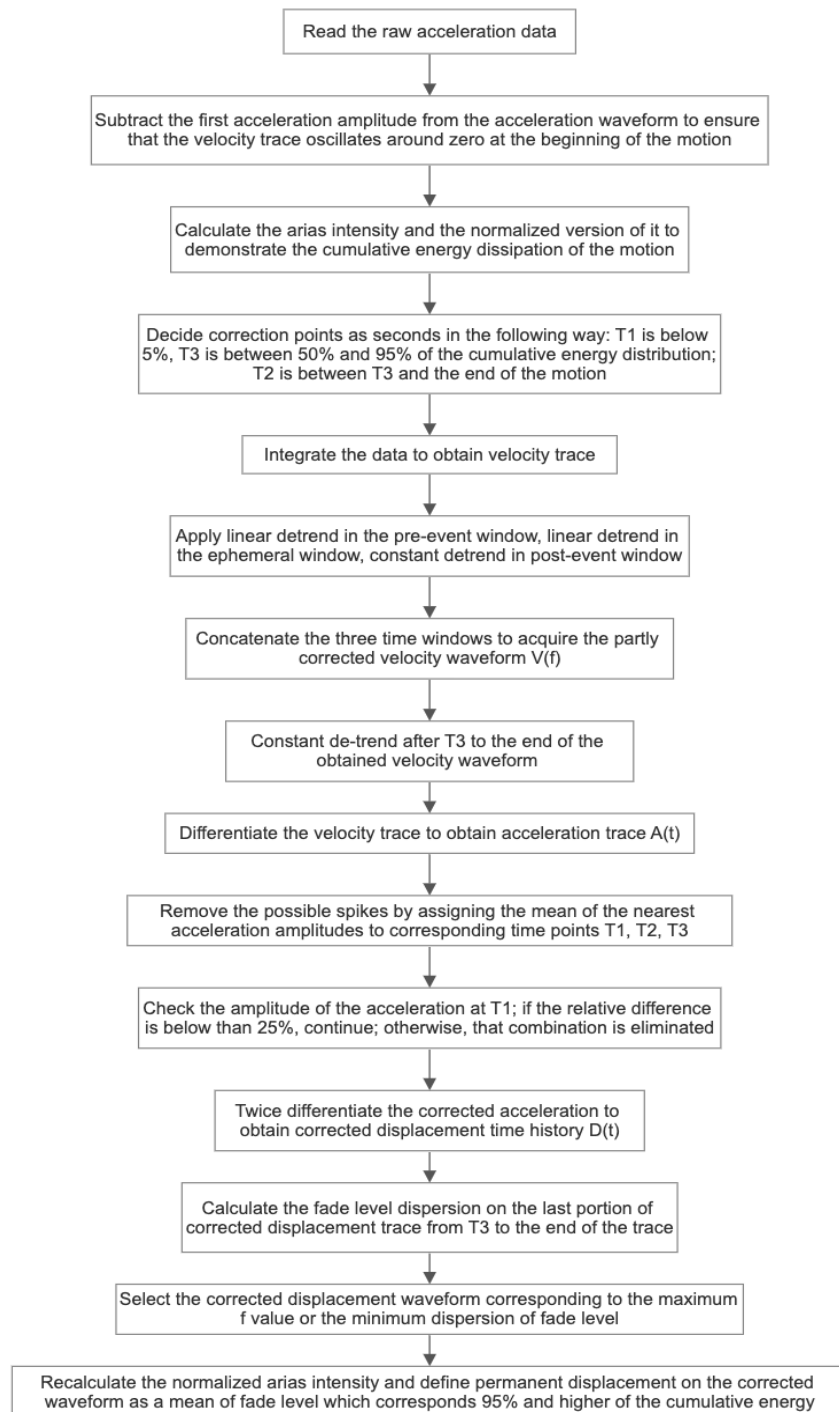 Read the raw acceleration data
Subtract the first acceleration amplitude from the acceleration waveform to ensure
that the velocity trace oscillates around zero at the beginning of the motion
Calculate the arias intensity and the normalized version of it to
demonstrate the cumulative energy dissipation of the motion
Decide correction points as seconds in the following way: T1 is below
5%, T3 is between 50% and 95% of the cumulative energy distribution;
T2 is between T3 and the end of the motion
Integrate the data to obtain velocity trace
Apply linear detrend in the pre-event window, linear detrend in
the ephemeral window, constant detrend in post-event window
Concatenate the three time windows to acquire the partly
corrected velocity waveform V(f)
Constant de-trend after T3 to the end of the
obtained velocity waveform
Differentiate the velocity trace to obtain acceleration trace A(t)
Remove the possible spikes by assigning the mean of the nearest
acceleration amplitudes to corresponding time points T1, T2, T3
Check the amplitude of the acceleration at T1; if the relative difference
is below than 25%, continue; otherwise, that combination is eliminated
Twice differentiate the corrected acceleration to
obtain corrected displacement time history D(t)
Calculate the fade level dispersion on the last portion of
corrected displacement trace from T3 to the end of the trace
Select the corrected displacement waveform corresponding to the maximum
f value or the minimum dispersion of fade level
Recalculate the normalized arias intensity and define permanent displacement on the corrected
waveform as a mean of fade level which corresponds 95% and higher of the cumulative energy